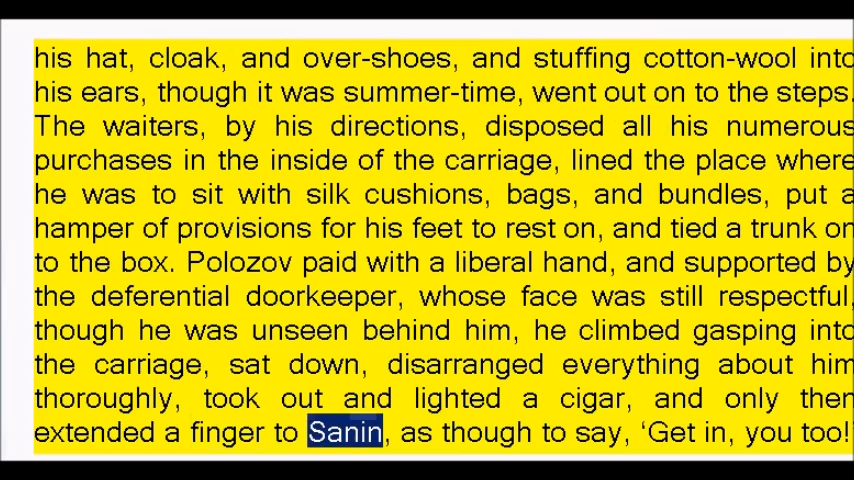 his hat, cloak, and over-shoes, and stuffing cotton-wool into
his ears, though it was summer-time, went out on to the steps.
The waiters, by his directions, disposed all his numerous
purchases in the inside of the carriage, lined the place where
he was to sit with silk cushions, bags, and bundles, put a
hamper of provisions for his feet to rest on, and tied a trunk on
to the box. Polozov paid with a liberal hand, and supported by
the deferential doorkeeper, whose face was still respectful,
though he was unseen behind him, he climbed gasping into
the carriage, sat down, disarranged everything about him
thoroughly, took out and lighted a cigar, and only then
extended a finger to Sanin, as though to say, ‘Get in, you too!’